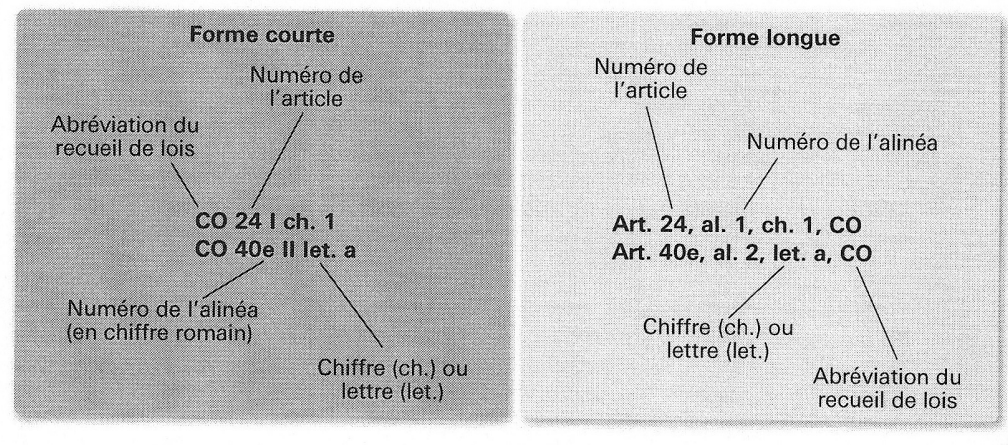 Forme courte
Numéro de
l'article
Abréviation du
recueil de lois
CO 24 I ch. 1
CO 40e II let. a
Numéro de l'alinéa
(en chiffre romain)
Chiffre (ch.) ou
lettre (let.)
Forme longue
Numéro de
l'article
Numéro de l'alinéa
Art. 24, al. 1, ch. 1, CO
Art. 40e, al. 2, let. a, CO
Chiffre (ch.) ou
lettre (let.)
Abréviation du
recueil de lois